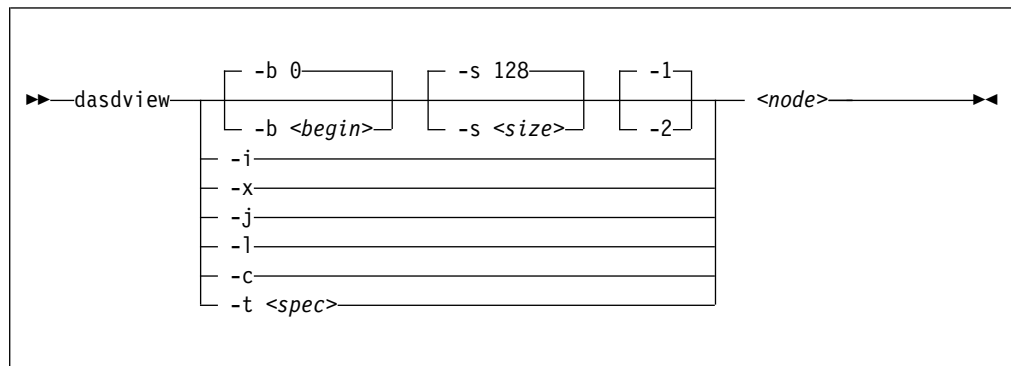 -b 0 -s 128 -1
dasdview <node>
-b <begin> -s <size> -2
-i
-x
-j
-l
-c
-t <spec>